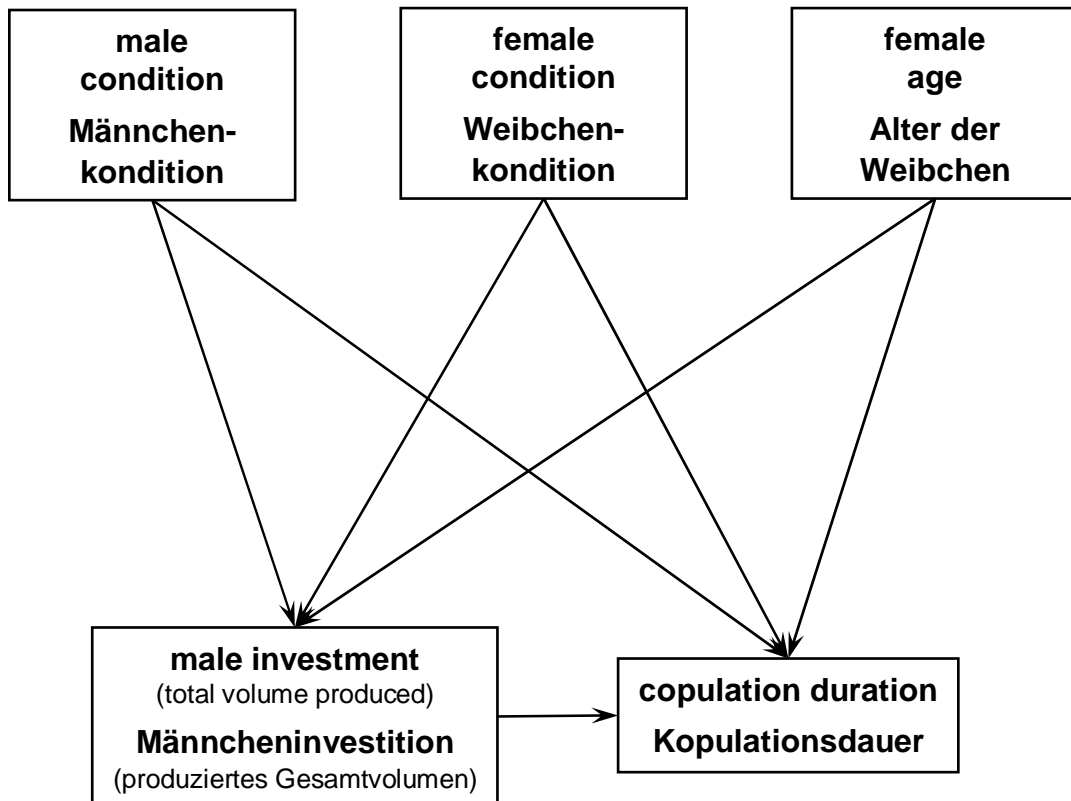 male
condition
Männchen-
kondition
female
condition
Weibchen-
kondition
female
age
Alter der
Weibchen
male investment
(total volume produced)
Männcheninvestition
(produziertes Gesamtvolumen)
copulation duration
Kopulationsdauer